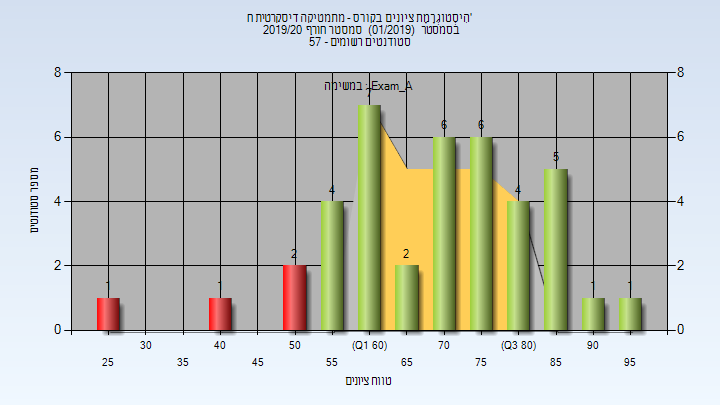 היסטוגרמת ציונים בקורס - מתמטיקה דיסקרטית ח'
בסמסטר (01/2019) סמסטר חורף 2019/20
סטודנטים רשומים - 57
במשימה : Exam_A
מספר סטודנטים
8 8
6 6
4 4
2 2
0 0
1 1 2 4 7 2 6 6 4 5 1 1
30 40 50 (Q1 60) 70 (Q3 80) 90
25 35 45 55 65 75 85 95
טווח ציונים